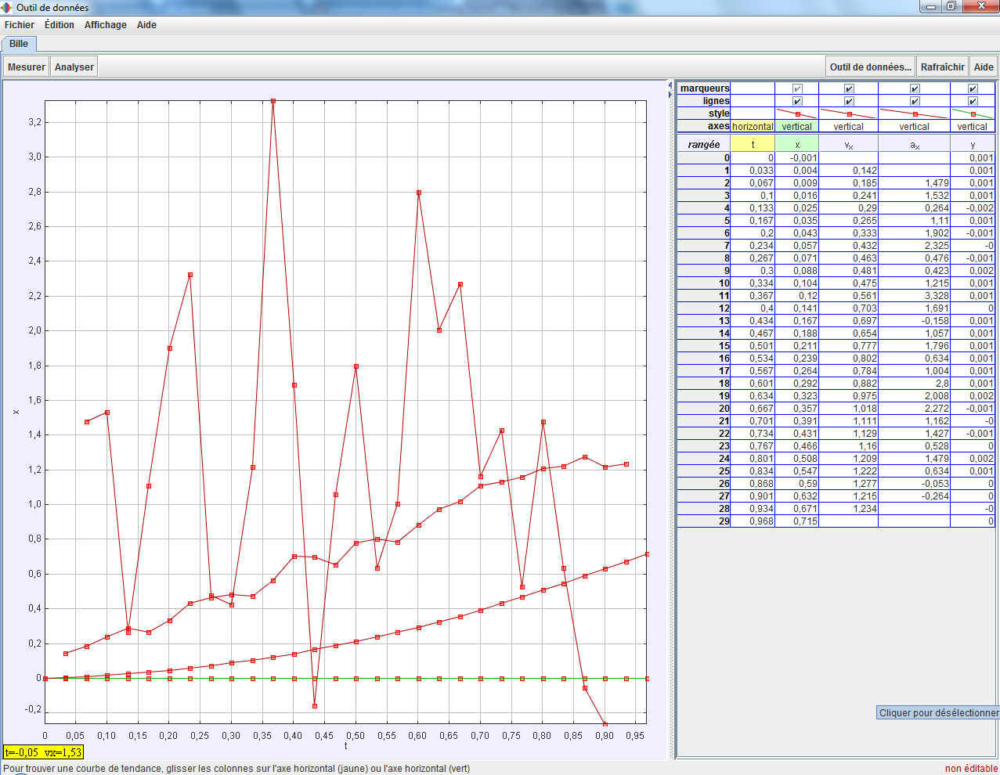 Outil de données
Fichier Édition Affichage Aide
Bille
Mesurer Analyser Outil de données... Rafraîchir Aide
marqueurs
lignes
style
axes horizontal vertical vertical vertical vertical
rangée t x vx ax y
0 0 -0,001 0,001
1 0,033 0,004 0,142 0,001
2 0,067 0,009 0,185 1,479 0,001
3 0,1 0,016 0,241 1,532 0,001
4 0,133 0,025 0,29 0,264 -0,002
5 0,167 0,035 0,265 1,11 0,001
6 0,2 0,043 0,333 1,902 -0,001
7 0,234 0,057 0,432 2,325 -0
8 0,267 0,071 0,463 0,476 -0,001
9 0,3 0,088 0,481 0,423 0,002
10 0,334 0,104 0,475 1,215 0,001
11 0,367 0,12 0,561 3,328 0,001
12 0,4 0,141 0,703 1,691 0
13 0,434 0,167 0,697 -0,158 0,001
14 0,467 0,188 0,654 1,057 0,001
15 0,501 0,211 0,777 1,796 0,001
16 0,534 0,239 0,802 0,634 0,001
17 0,567 0,264 0,784 1,004 0,001
18 0,601 0,292 0,882 2,8 0,001
19 0,634 0,323 0,975 2,008 0,002
20 0,667 0,357 1,018 2,272 -0,001
21 0,701 0,391 1,111 1,162 -0
22 0,734 0,431 1,129 1,427 -0,001
23 0,767 0,466 1,16 0,528 0
24 0,801 0,508 1,209 1,479 0,002
25 0,834 0,547 1,222 0,634 0,001
26 0,868 0,59 1,277 -0,053 0
27 0,901 0,632 1,215 -0,264 0
28 0,934 0,671 1,234 -0
29 0,968 0,715 0
3,2
3,0
2,8
2,6
2,4
2,2
2,0
1,8
1,6
x
1,4
1,2
1,0
0,8
0,6
0,4
0,2
0
-0,2
0 0,05 0,10 0,15 0,20 0,25 0,30 0,35 0,40 0,45 0,50 0,55 0,60 0,65 0,70 0,75 0,80 0,85 0,90 0,95
t
t=-0,05 vx=1,53
Cliquer pour désélectionner
Pour trouver une courbe de tendance, glisser les colonnes sur l'axe horizontal (jaune) ou l'axe horizontal (vert) non éditable